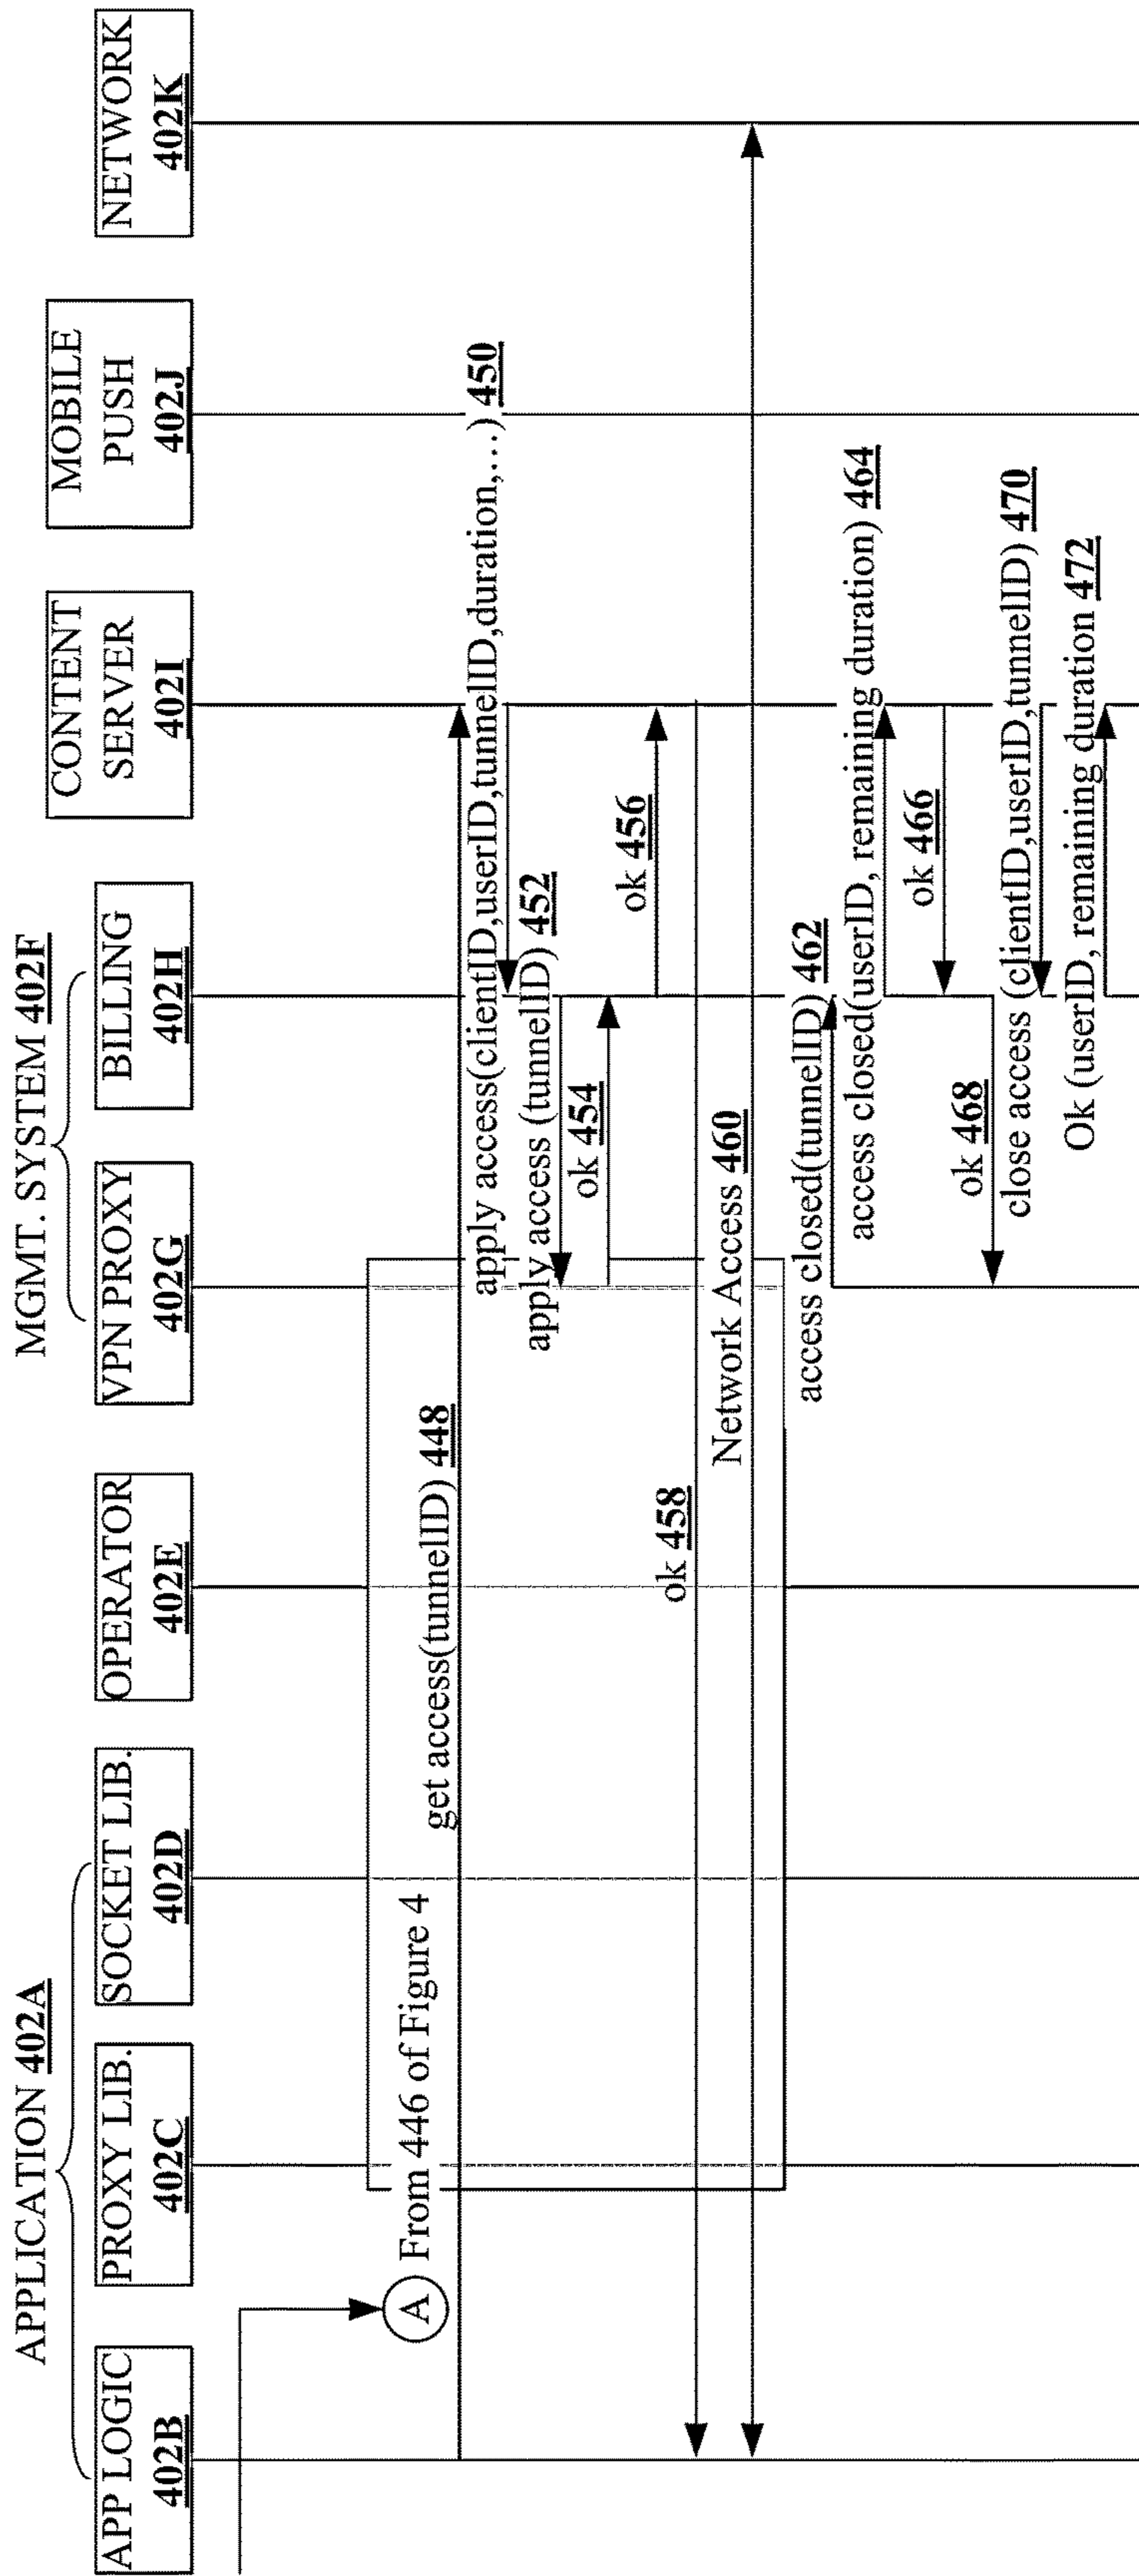 APPLICATION 402A
MGMT. SYSTEM 402F
APP LOGIC
402B
PROXY LIB.
402C
SOCKET LIB.
402D
OPERATOR
402E
VPN PROXY
402G
BILLING
402H
CONTENT
SERVER
402I
MOBILE
PUSH
402J
NETWORK
402K
A
From 446 of Figure 4
get access(tunnelID) 448
apply access(clientID,userID,tunnelID,duration,...) 450
apply access (tunnelID) 452
ok 454
ok 456
ok 458
Network Access 460
access closed(tunnelID) 462
access closed(userID, remaining duration) 464
ok 466
ok 468
close access (clientID,userID,tunnelID) 470
Ok (userID, remaining duration 472